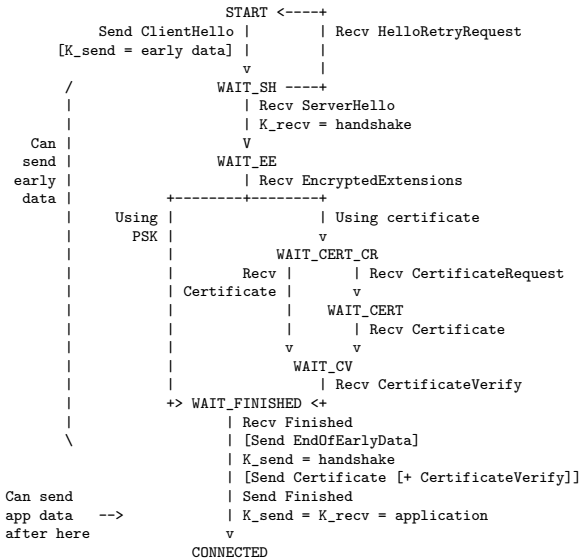 START <----+
Send ClientHello | | Recv HelloRetryRequest
[K_send = early data] | |
v |
/ WAIT_SH ----+
| | Recv ServerHello
| | K_recv = handshake
Can | V
send | WAIT_EE
early | | Recv EncryptedExtensions
data | +--------+--------+
| Using | | Using certificate
| PSK | v
| | WAIT_CERT_CR
| | Recv | | Recv CertificateRequest
| | Certificate | v
| | | WAIT_CERT
| | | | Recv Certificate
| | v v
| | WAIT_CV
| | | Recv CertificateVerify
| +> WAIT_FINISHED <+
| | Recv Finished
\ | [Send EndOfEarlyData]
| K_send = handshake
| [Send Certificate [+ CertificateVerify]]
Can send | Send Finished
app data --> | K_send = K_recv = application
after here v
CONNECTED